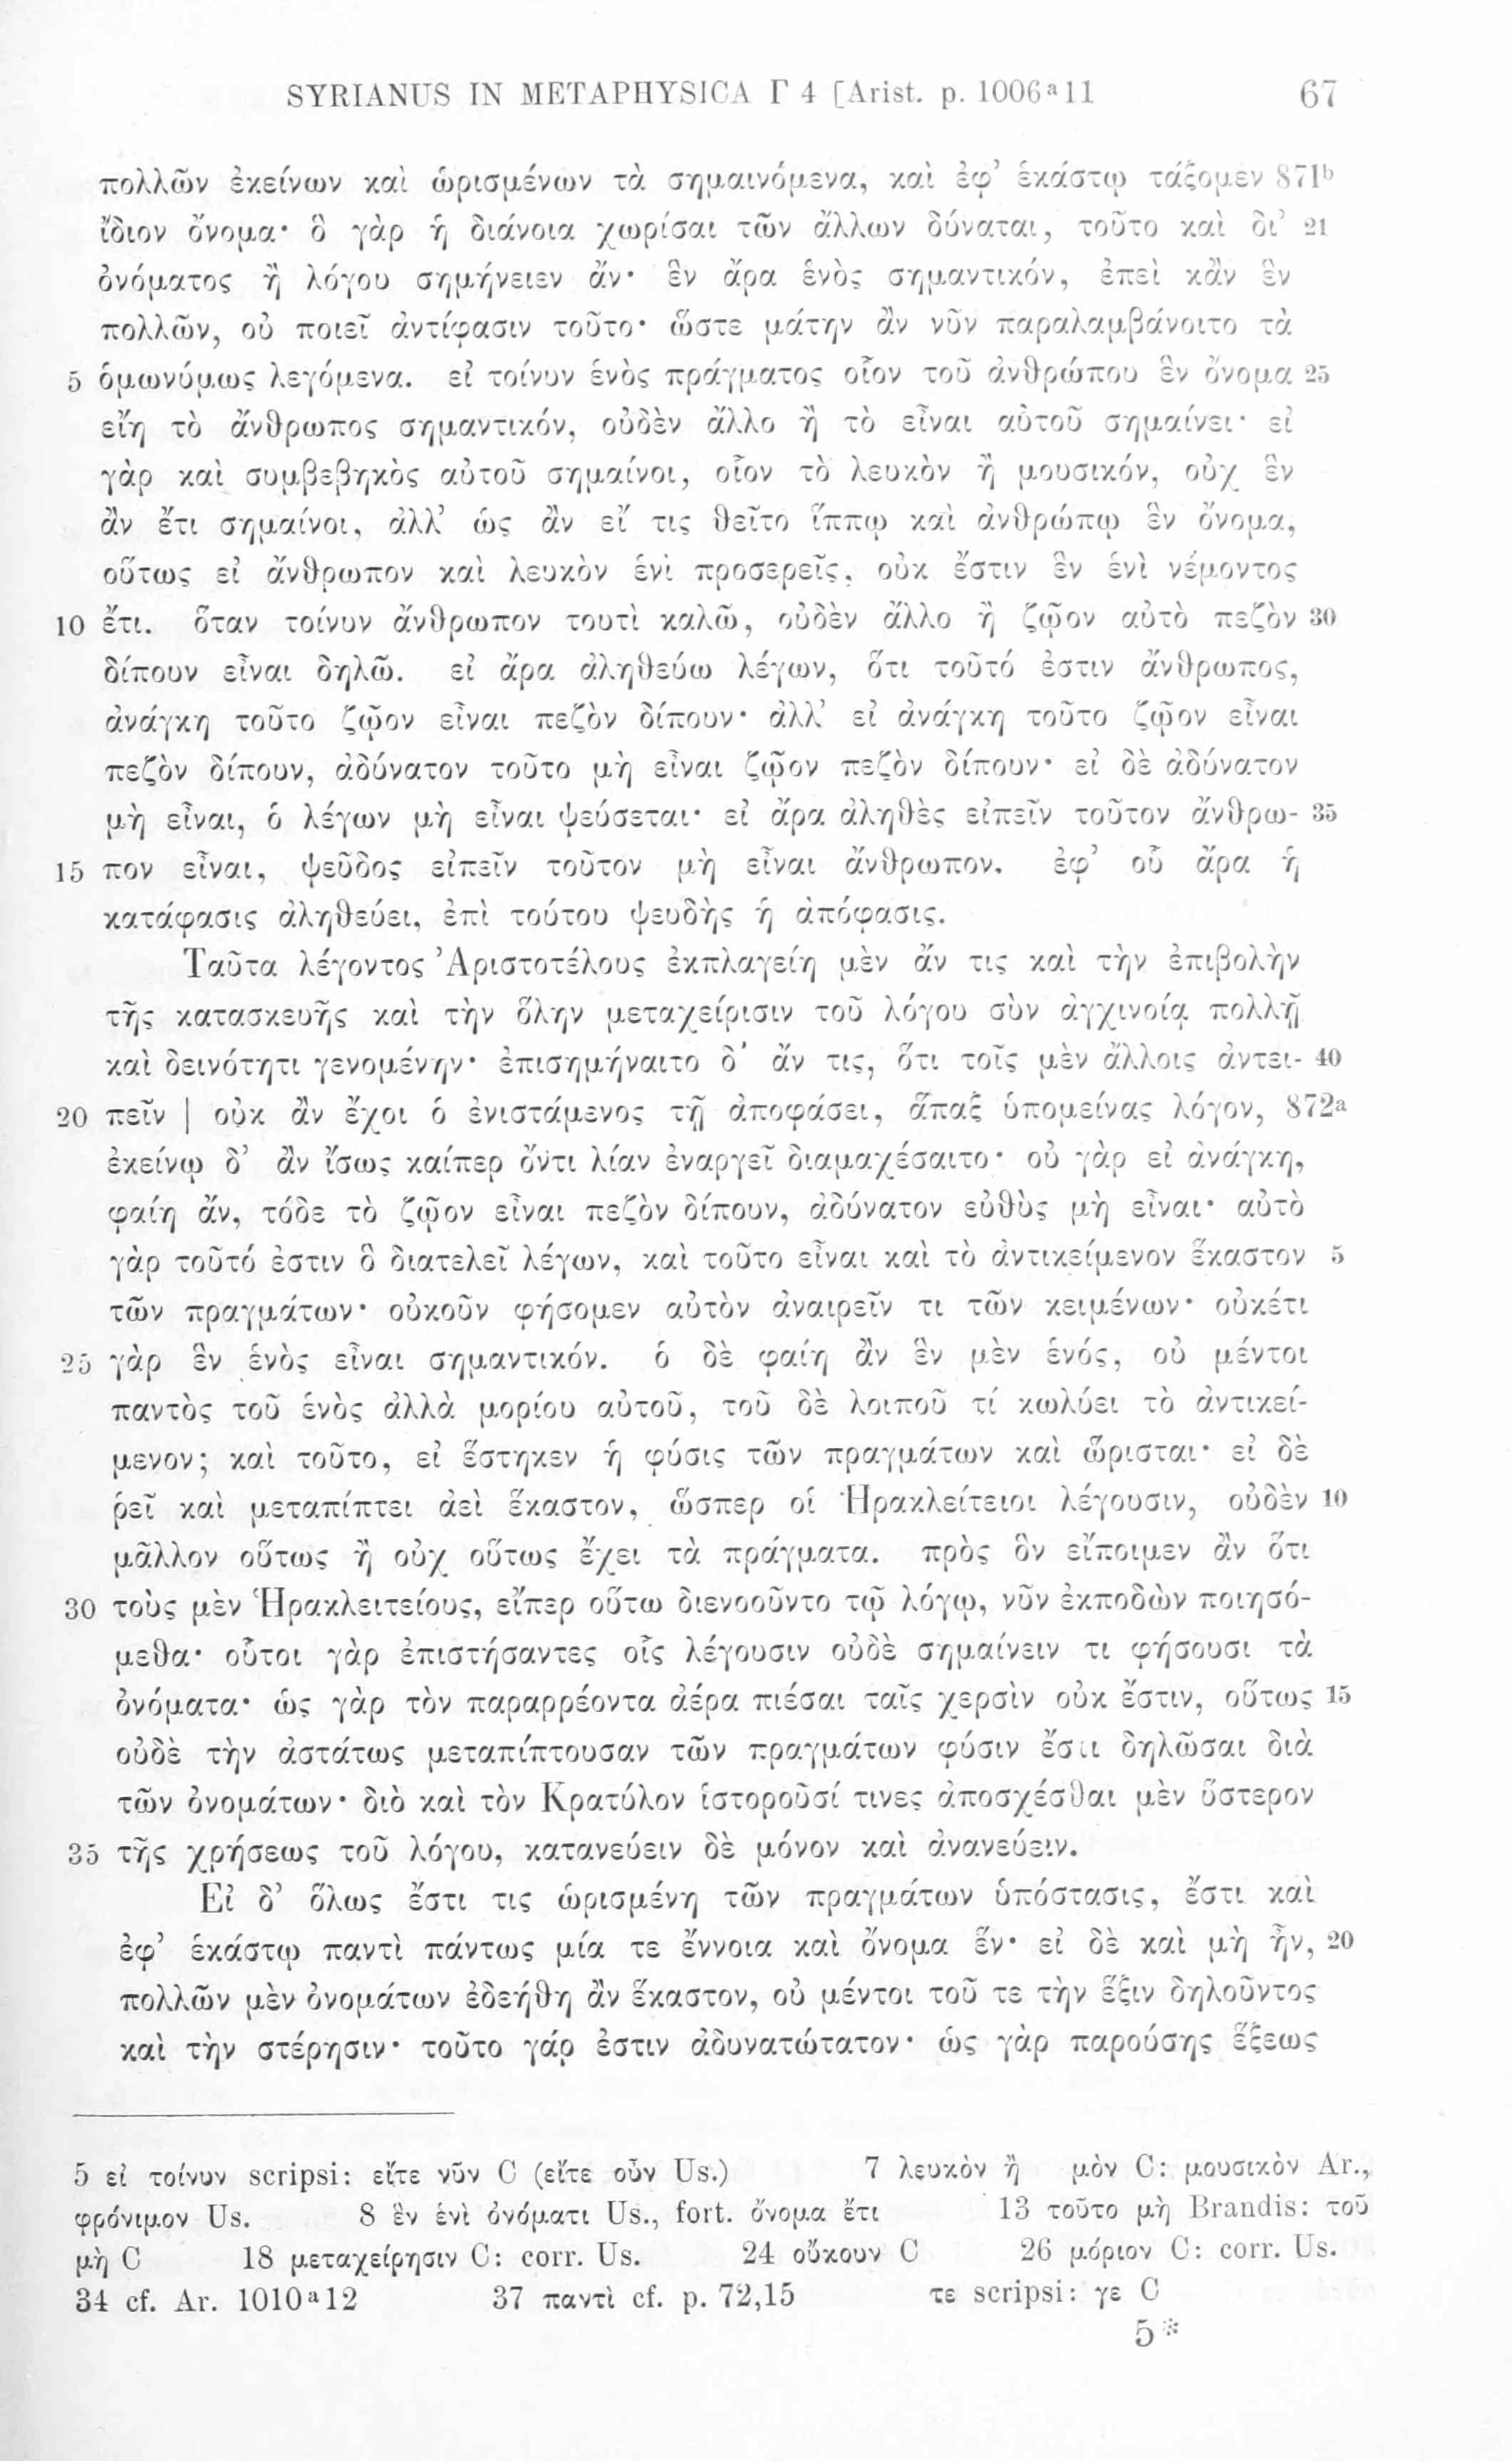 SYRIANUS IN METAPHYSICA Γ 4 [Arist. p. 1006ᵃ11 67
πολλῶν ἐκείνων καὶ ὡρισμένων τὰ σημαινόμενα, καὶ ἐφ’ ἑκάστῳ τάξομεν 871ᵇ
ἴδιον ὄνομα· ὃ γὰρ ἡ διάνοια χωρίσαι τῶν ἄλλων δύναται, τοῦτο καὶ δι’ 21
ὀνόματος ἢ λόγου σημήνειεν ἄν· ἓν ἄρα ἑνὸς σημαντικόν, ἐπεὶ κἂν ἓν
πολλῶν, οὐ ποιεῖ ἀντίφασιν τοῦτο· ὥστε μάτην ἂν νῦν παραλαμβάνοιτο τὰ
5 ὁμωνύμως λεγόμενα. εἰ τοίνυν ἑνὸς πράγματος οἷον τοῦ ἀνθρώπου ἓν ὄνομα 25
εἴη τὸ ἄνθρωπος σημαντικόν, οὐδὲν ἄλλο ἢ τὸ εἶναι αὐτοῦ σημαίνει· εἰ
γὰρ καὶ συμβεβηκὸς αὐτοῦ σημαίνοι, οἷον τὸ λευκὸν ἢ μουσικόν, οὐχ ἓν
ἂν ἔτι σημαίνοι, ἀλλ’ ὡς ἂν εἴ τις θεῖτο ἵππῳ καὶ ἀνθρώπῳ ἓν ὄνομα,
οὕτως εἰ ἄνθρωπον καὶ λευκὸν ἑνὶ προσερεῖς, οὐκ ἔστιν ἓν ἑνὶ νέμοντος
10 ἔτι. ὅταν τοίνυν ἄνθρωπον τουτὶ καλῶ, οὐδὲν ἄλλο ἢ ζῷον αὐτὸ πεζὸν 30
δίπουν εἶναι δηλῶ. εἰ ἄρα ἀληθεύω λέγων, ὅτι τοῦτό ἐστιν ἄνθρωπος,
ἀνάγκη τοῦτο ζῷον εἶναι πεζὸν δίπουν· ἀλλ’ εἰ ἀνάγκη τοῦτο ζῷον εἶναι
πεζὸν δίπουν, ἀδύνατον τοῦτο μὴ εἶναι ζῷον πεζὸν δίπουν· εἰ δὲ ἀδύνατον
μὴ εἶναι, ὁ λέγων μὴ εἶναι ψεύσεται· εἰ ἄρα ἀληθὲς εἰπεῖν τοῦτον ἄνθρω- 35
15 πον εἶναι, ψεῦδος εἰπεῖν τοῦτον μὴ εἶναι ἄνθρωπον. ἐφ’ οὗ ἄρα ἡ
κατάφασις ἀληθεύει, ἐπὶ τούτου ψευδὴς ἡ ἀπόφασις.
Ταῦτα λέγοντος Ἀριστοτέλους ἐκπλαγείη μὲν ἄν τις καὶ τὴν ἐπιβολὴν
τῆς κατασκευῆς καὶ τὴν ὅλην μεταχείρισιν τοῦ λόγου σὺν ἀγχινοίᾳ πολλῇ
καὶ δεινότητι γενομένην· ἐπισημήναιτο δ’ ἄν τις, ὅτι τοῖς μὲν ἄλλοις ἀντει- 40
20 πεῖν | οὐκ ἂν ἔχοι ὁ ἐνιστάμενος τῇ ἀποφάσει, ἅπαξ ὑπομείνας λόγον, 872ᵃ
ἐκείνῳ δ’ ἂν ἴσως καίπερ ὄντι λίαν ἐναργεῖ διαμαχέσαιτο· οὐ γὰρ εἰ ἀνάγκη,
φαίη ἄν, τόδε τὸ ζῷον εἶναι πεζὸν δίπουν, ἀδύνατον εὐθὺς μὴ εἶναι· αὐτὸ
γὰρ τοῦτό ἐστιν ὃ διατελεῖ λέγων, καὶ τοῦτο εἶναι καὶ τὸ ἀντικείμενον ἕκαστον 5
τῶν πραγμάτων· οὐκοῦν φήσομεν αὐτὸν ἀναιρεῖν τι τῶν κειμένων· οὐκέτι
25 γὰρ ἓν ἑνὸς εἶναι σημαντικόν. ὁ δὲ φαίη ἂν ἓν μὲν ἑνός, οὐ μέντοι
παντὸς τοῦ ἑνὸς ἀλλὰ μορίου αὐτοῦ, τοῦ δὲ λοιποῦ τί κωλύει τὸ ἀντικεί-
μενον; καὶ τοῦτο, εἰ ἕστηκεν ἡ φύσις τῶν πραγμάτων καὶ ὥρισται· εἰ δὲ
ῥεῖ καὶ μεταπίπτει ἀεὶ ἕκαστον, ὥσπερ οἱ Ἡρακλείτειοι λέγουσιν, οὐδὲν 10
μᾶλλον οὕτως ἢ οὐχ οὕτως ἔχει τὰ πράγματα. πρὸς ὃν εἴποιμεν ἂν ὅτι
30 τοὺς μὲν Ἡρακλειτείους, εἴπερ οὕτω διενοοῦντο τῷ λόγῳ, νῦν ἐκποδὼν ποιησό-
μεθα· οὗτοι γὰρ ἐπιστήσαντες οἷς λέγουσιν οὐδὲ σημαίνειν τι φήσουσι τὰ
ὀνόματα· ὡς γὰρ τὸν παραρρέοντα ἀέρα πιέσαι ταῖς χερσὶν οὐκ ἔστιν, οὕτως 15
οὐδὲ τὴν ἀστάτως μεταπίπτουσαν τῶν πραγμάτων φύσιν ἔστι δηλῶσαι διὰ
τῶν ὀνομάτων· διὸ καὶ τὸν Κρατύλον ἱστοροῦσί τινες ἀποσχέσθαι μὲν ὕστερον
35 τῆς χρήσεως τοῦ λόγου, κατανεύειν δὲ μόνον καὶ ἀνανεύειν.
Εἰ δ’ ὅλως ἔστι τις ὡρισμένη τῶν πραγμάτων ὑπόστασις, ἔστι καὶ
ἐφ’ ἑκάστῳ παντὶ πάντως μία τε ἔννοια καὶ ὄνομα ἕν· εἰ δὲ καὶ μὴ ἦν, 20
πολλῶν μὲν ὀνομάτων ἐδεήθη ἂν ἕκαστον, οὐ μέντοι τοῦ τε τὴν ἕξιν δηλοῦντος
καὶ τὴν στέρησιν· τοῦτο γάρ ἐστιν ἀδυνατώτατον· ὡς γὰρ παρούσης ἕξεως
5 εἰ τοίνυν scripsi: εἴτε νῦν C (εἴτε οὖν Us.) 7 λευκὸν ἢ μὸν C: μουσικὸν Ar.,
φρόνιμον Us. 8 ἓν ἑνὶ ὀνόματι Us., fort. ὄνομα ἔτι 13 τοῦτο μὴ Brandis: τοῦ
μὴ C 18 μεταχείρησιν C: corr. Us. 24 οὔκουν C 26 μόριον C: corr. Us.
34 cf. Ar. 1010ᵃ12 37 παντὶ cf. p. 72,15 τε scripsi: γε C
5*